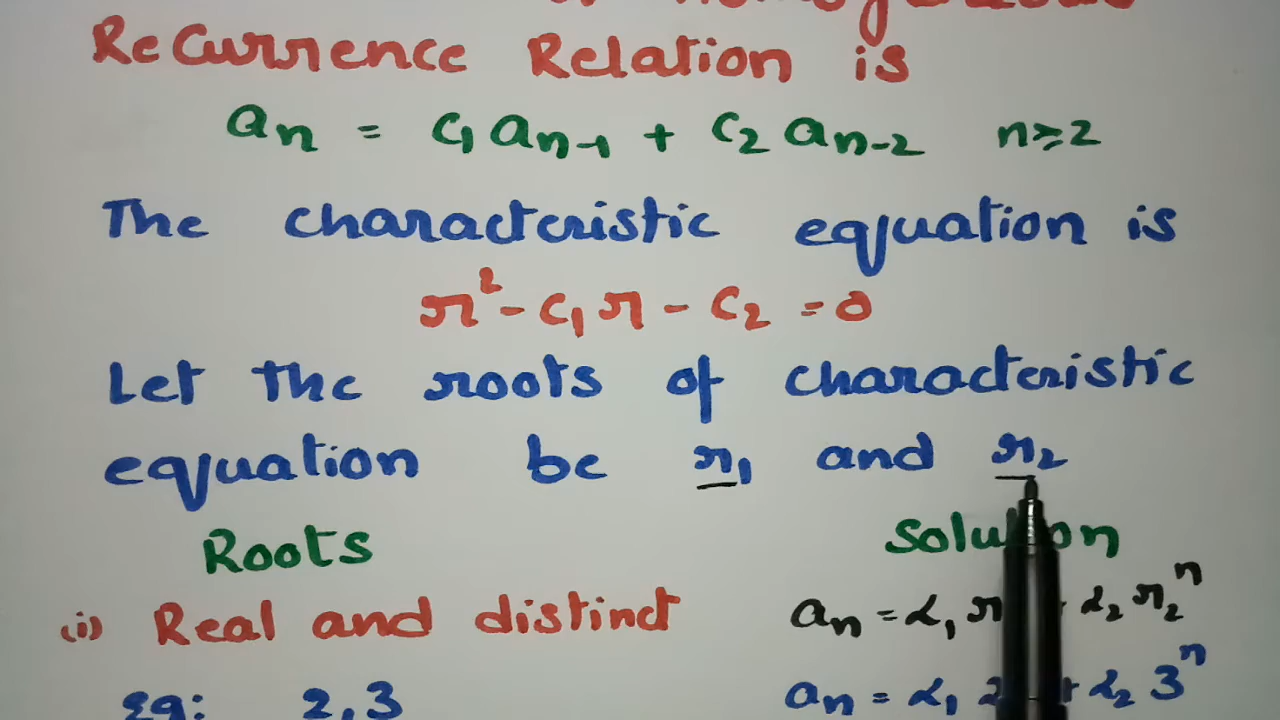 Recurrence Relation is
an = c1 an-1 + c2 an-2 n≥2
The characteristic equation is
r² - c1 r - c2 = 0
Let the roots of characteristic
equation be r1 and r2
Roots Solution
(i) Real and distinct an = α1 r α2 r2ⁿ
Eg: 2,3 an = α1 2 + α2 3ⁿ